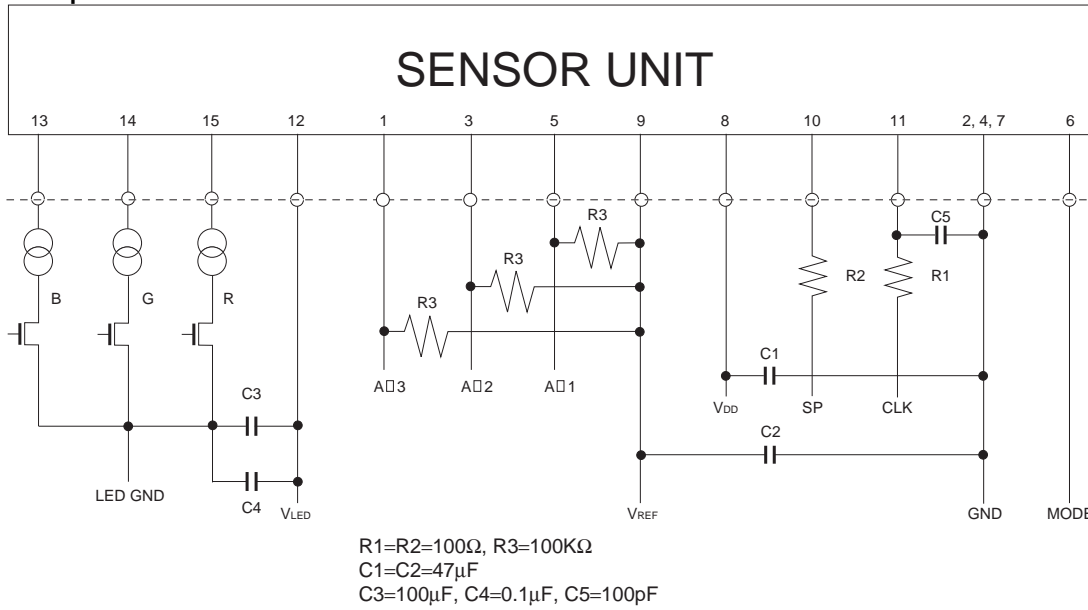 SENSOR UNIT
13 14 15 12 1 3 5 9 8 10 11 2, 4, 7 6
R3
C5
R3
R2
R1
B G R
R3
C1
C3
A□3 A□2 A□1
VDD SP CLK
C2
LED GND
C4
VLED
VREF
GND
MODE
R1=R2=100Ω, R3=100KΩ
C1=C2=47μF
C3=100μF, C4=0.1μF, C5=100pF